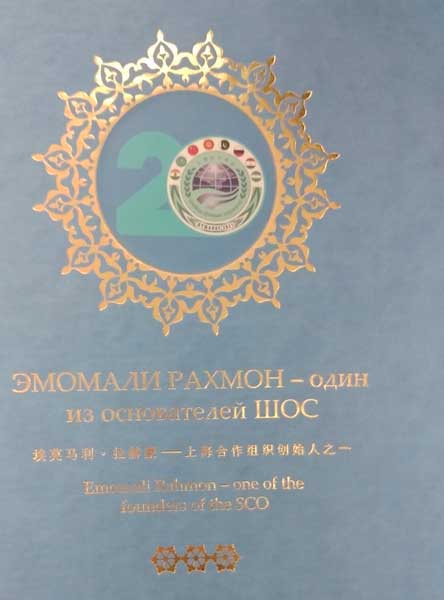 20
ЭМОМАЛИ РАХМОН – один
из основателей ШОС
埃莫马利·拉赫蒙——上海合作组织创始人之一
Emomali Rahmon – one of the
founders of the SCO